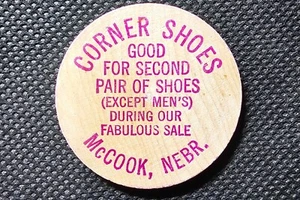 CORNER SHOES
GOOD
FOR SECOND
PAIR OF SHOES
(EXCEPT MEN'S)
DURING OUR
FABULOUS SALE
McCOOK, NEBR.